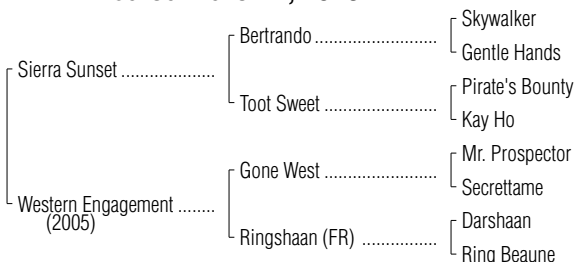 Skywalker
Bertrando ..........................
Gentle Hands
Sierra Sunset ....................
Pirate's Bounty
Toot Sweet ........................
Kay Ho
Mr. Prospector
Gone West ........................
Secrettame
Western Engagement ........
(2005)
Darshaan
Ringshaan (FR) ................
Ring Beaune